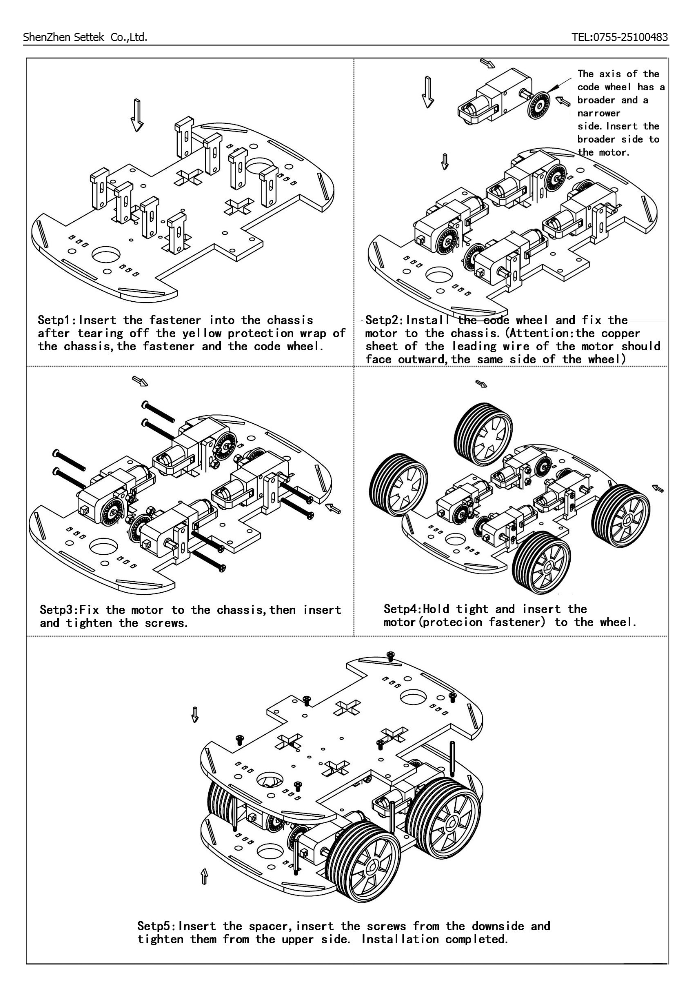 ShenZhen Settek Co.,Ltd. TEL:0755-25100483
The axis of the
code wheel has a
broader and a
narrower
side.Insert the
broader side to
the motor.
Setp1:Insert the fastener into the chassis
after tearing off the yellow protection wrap of
the chassis,the fastener and the code wheel.
Setp2:Install the code wheel and fix the
motor to the chassis.(Attention:the copper
sheet of the leading wire of the motor should
face outward,the same side of the wheel)
Setp3:Fix the motor to the chassis,then insert
and tighten the screws.
Setp4:Hold tight and insert the
motor(protecion fastener) to the wheel.
Setp5:Insert the spacer,insert the screws from the downside and
tighten them from the upper side. Installation completed.